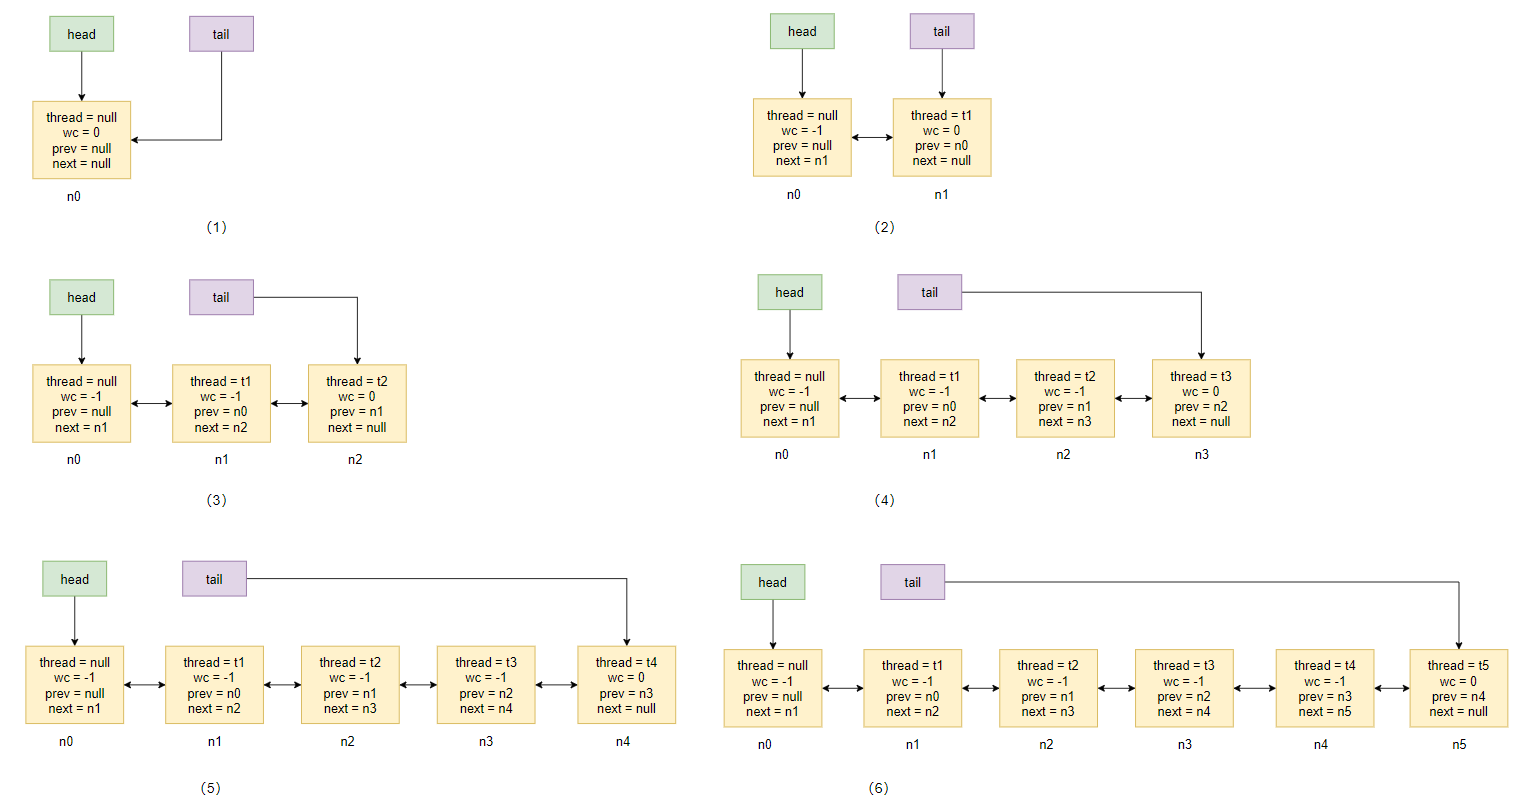 head
tail
thread = null
wc = 0
prev = null
next = null
n0
（1）
head
tail
thread = null
wc = -1
prev = null
next = n1
thread = t1
wc = 0
prev = n0
next = null
n0
n1
（2）
head
tail
thread = null
wc = -1
prev = null
next = n1
thread = t1
wc = -1
prev = n0
next = n2
thread = t2
wc = 0
prev = n1
next = null
n0
n1
n2
（3）
head
tail
thread = null
wc = -1
prev = null
next = n1
thread = t1
wc = -1
prev = n0
next = n2
thread = t2
wc = -1
prev = n1
next = n3
thread = t3
wc = 0
prev = n2
next = null
n0
n1
n2
n3
（4）
head
tail
thread = null
wc = -1
prev = null
next = n1
thread = t1
wc = -1
prev = n0
next = n2
thread = t2
wc = -1
prev = n1
next = n3
thread = t3
wc = -1
prev = n2
next = n4
thread = t4
wc = 0
prev = n3
next = null
n0
n1
n2
n3
n4
（5）
head
tail
thread = null
wc = -1
prev = null
next = n1
thread = t1
wc = -1
prev = n0
next = n2
thread = t2
wc = -1
prev = n1
next = n3
thread = t3
wc = -1
prev = n2
next = n4
thread = t4
wc = -1
prev = n3
next = n5
thread = t5
wc = 0
prev = n4
next = null
n0
n1
n2
n3
n4
n5
（6）